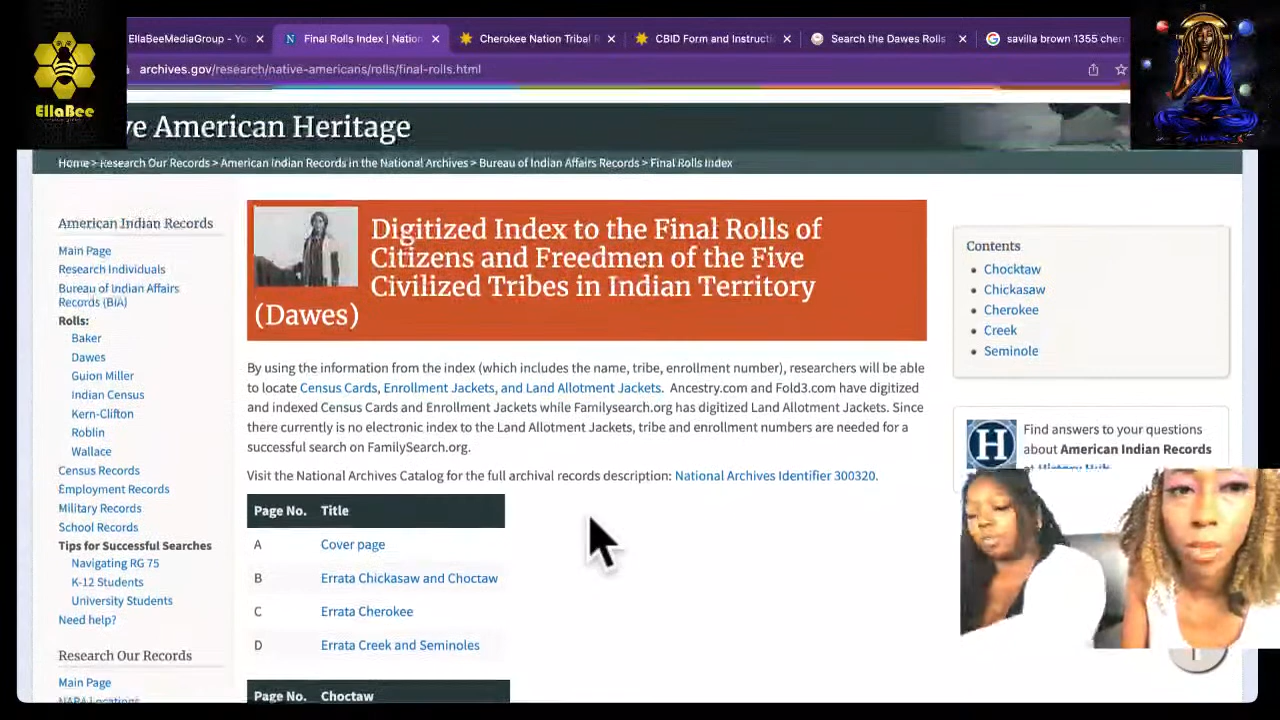 EllaBeeMediaGroup - Yo
Final Rolls Index | Nation
Cherokee Nation Tribal R
CBID Form and Instructi
Search the Dawes Rolls
savilla brown 1355 cher
archives.gov/research/native-americans/rolls/final-rolls.html
EllaBee
ve American Heritage
Home > Research Our Records > American Indian Records in the National Archives > Bureau of Indian Affairs Records > Final Rolls Index
American Indian Records
Main Page
Research Individuals
Bureau of Indian Affairs
Records (BIA)
Rolls:
Baker
Dawes
Guion Miller
Indian Census
Kern-Clifton
Roblin
Wallace
Census Records
Employment Records
Military Records
School Records
Tips for Successful Searches
Navigating RG 75
K-12 Students
University Students
Need help?
Research Our Records
Main Page
NARA Locations
Digitized Index to the Final Rolls of
Citizens and Freedmen of the Five
Civilized Tribes in Indian Territory
(Dawes)
By using the information from the index (which includes the name, tribe, enrollment number), researchers will be able
to locate Census Cards, Enrollment Jackets, and Land Allotment Jackets. Ancestry.com and Fold3.com have digitized
and indexed Census Cards and Enrollment Jackets while Familysearch.org has digitized Land Allotment Jackets. Since
there currently is no electronic index to the Land Allotment Jackets, tribe and enrollment numbers are needed for a
successful search on FamilySearch.org.
Visit the National Archives Catalog for the full archival records description: National Archives Identifier 300320.
Page No. Title
A Cover page
B Errata Chickasaw and Choctaw
C Errata Cherokee
D Errata Creek and Seminoles
Page No. Choctaw
Contents
Chocktaw
Chickasaw
Cherokee
Creek
Seminole
H
Find answers to your questions
about American Indian Records
at History Hub